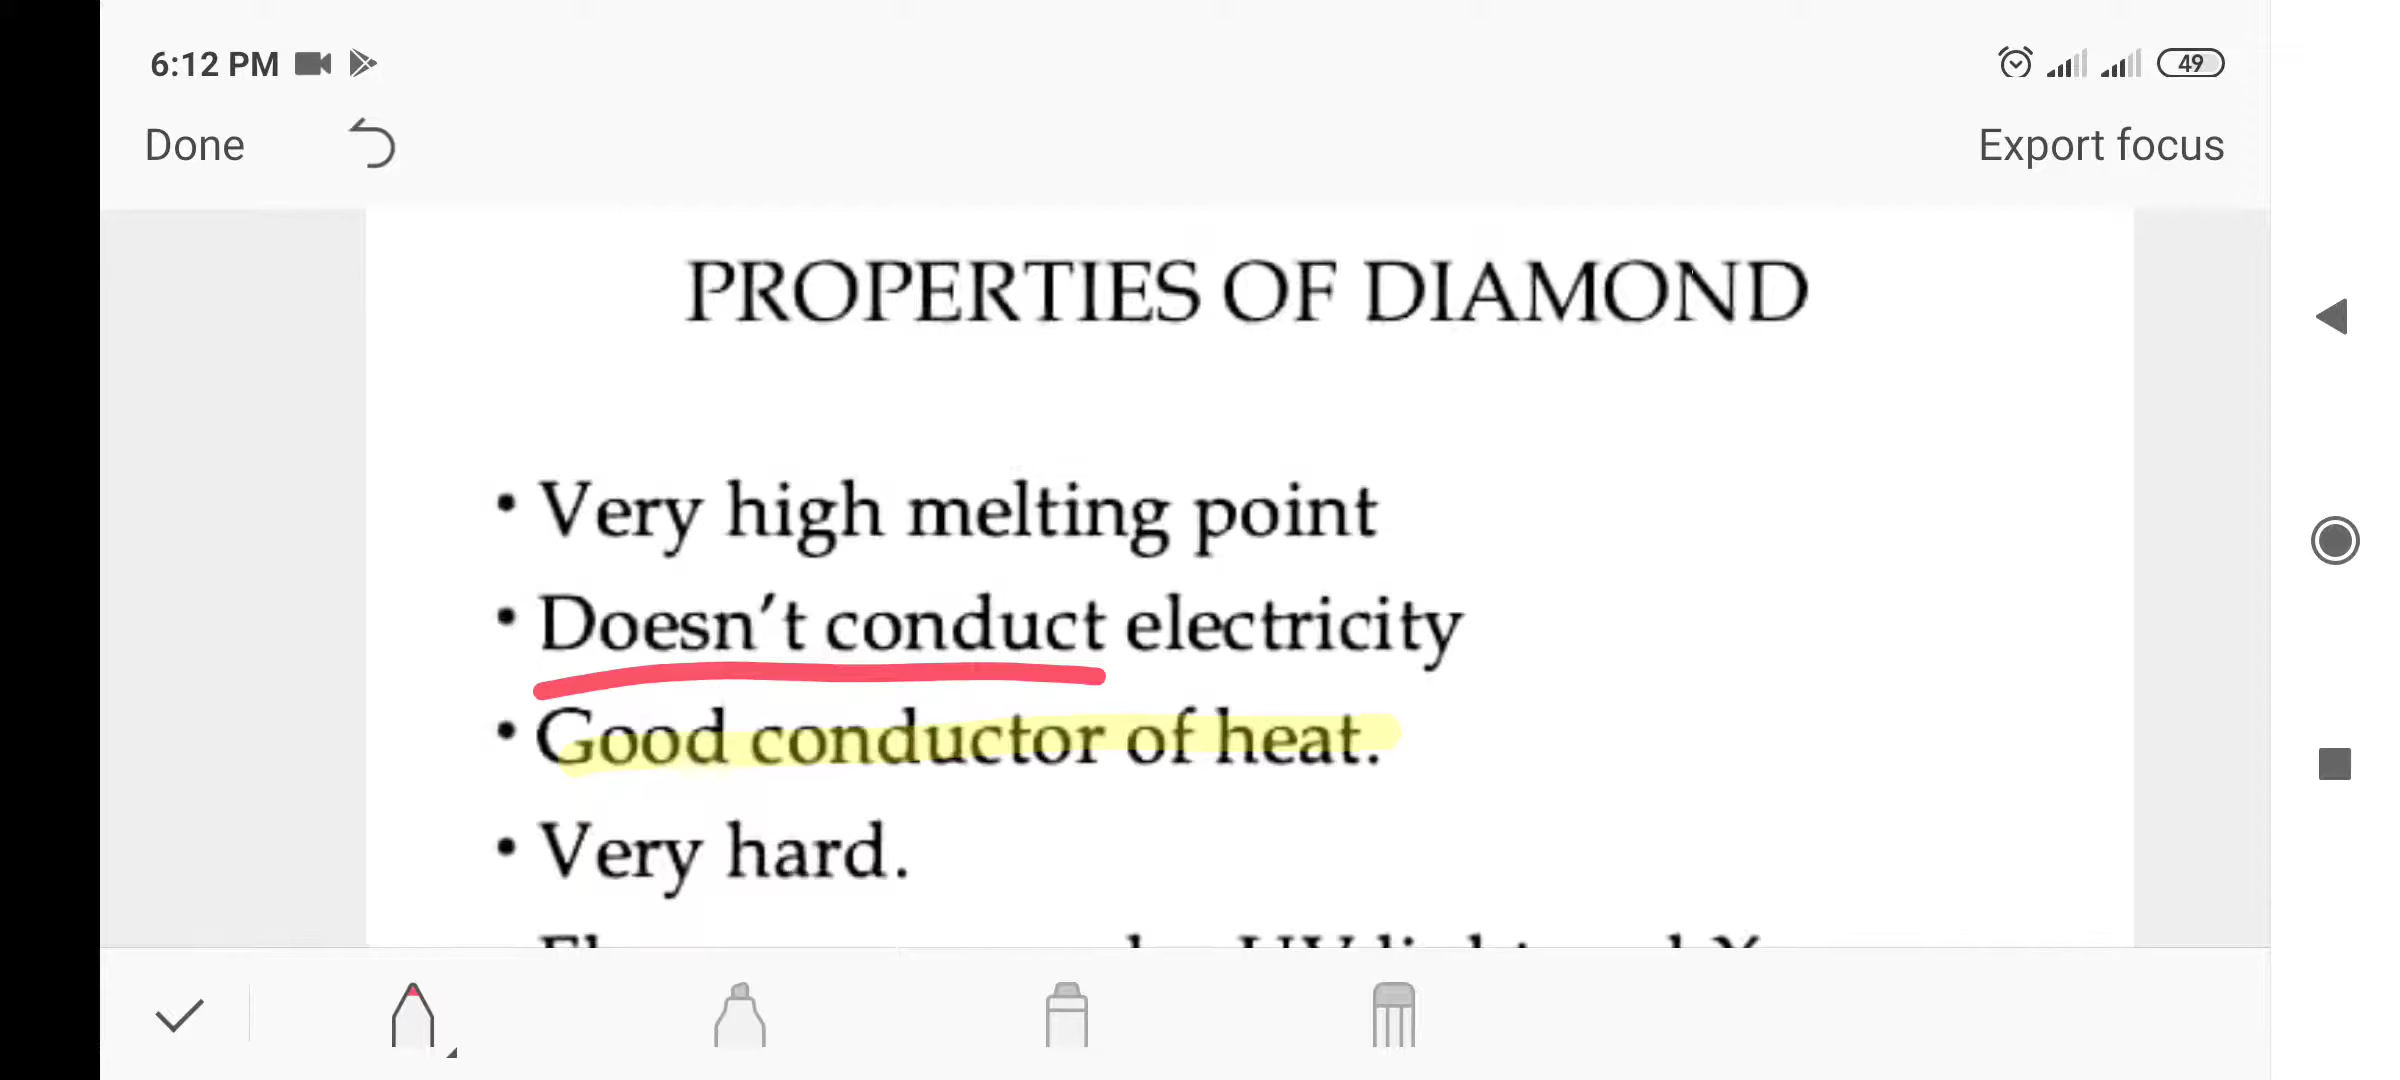 6:12 PM
49
Done
Export focus
PROPERTIES OF DIAMOND
• Very high melting point
• Doesn't conduct electricity
• Good conductor of heat.
• Very hard.